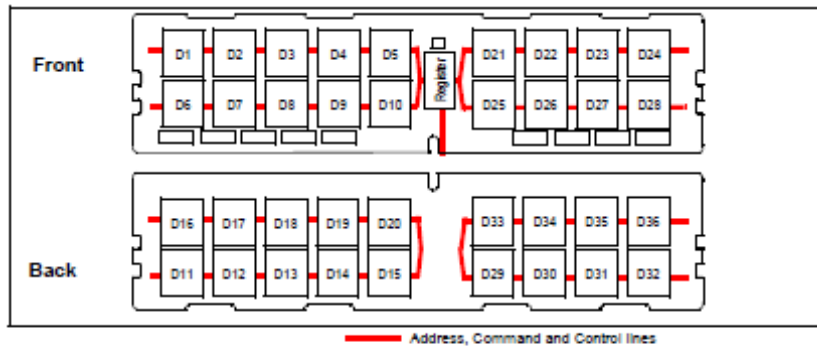 Front
D1 D2 D3 D4 D5 D21 D22 D23 D24
Register
D6 D7 D8 D9 D10 D25 D26 D27 D28
D16 D17 D18 D19 D20 D33 D34 D35 D36
Back
D11 D12 D13 D14 D15 D29 D30 D31 D32
Address, Command and Control lines